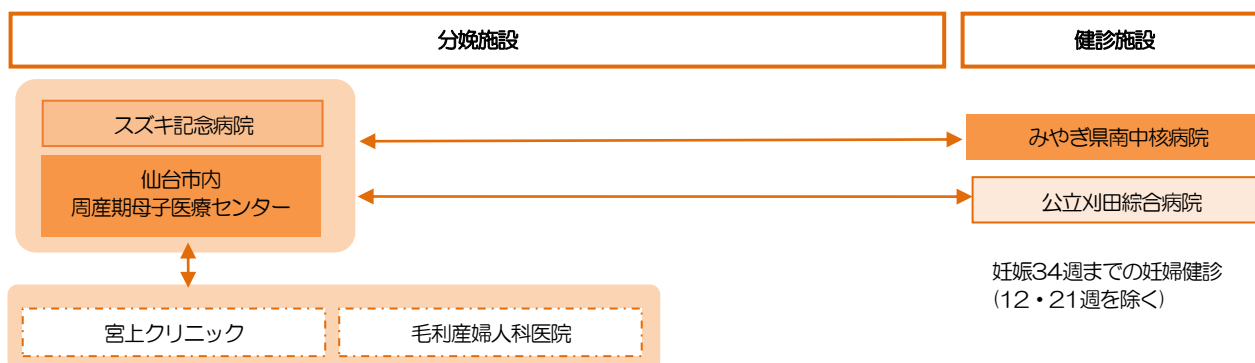 分娩施設
健診施設
スズキ記念病院
仙台市内
周産期母子医療センター
みやぎ県南中核病院
公立刈田綜合病院
妊娠34週までの妊婦健診
(12・21週を除く)
宮上クリニック
毛利産婦人科医院